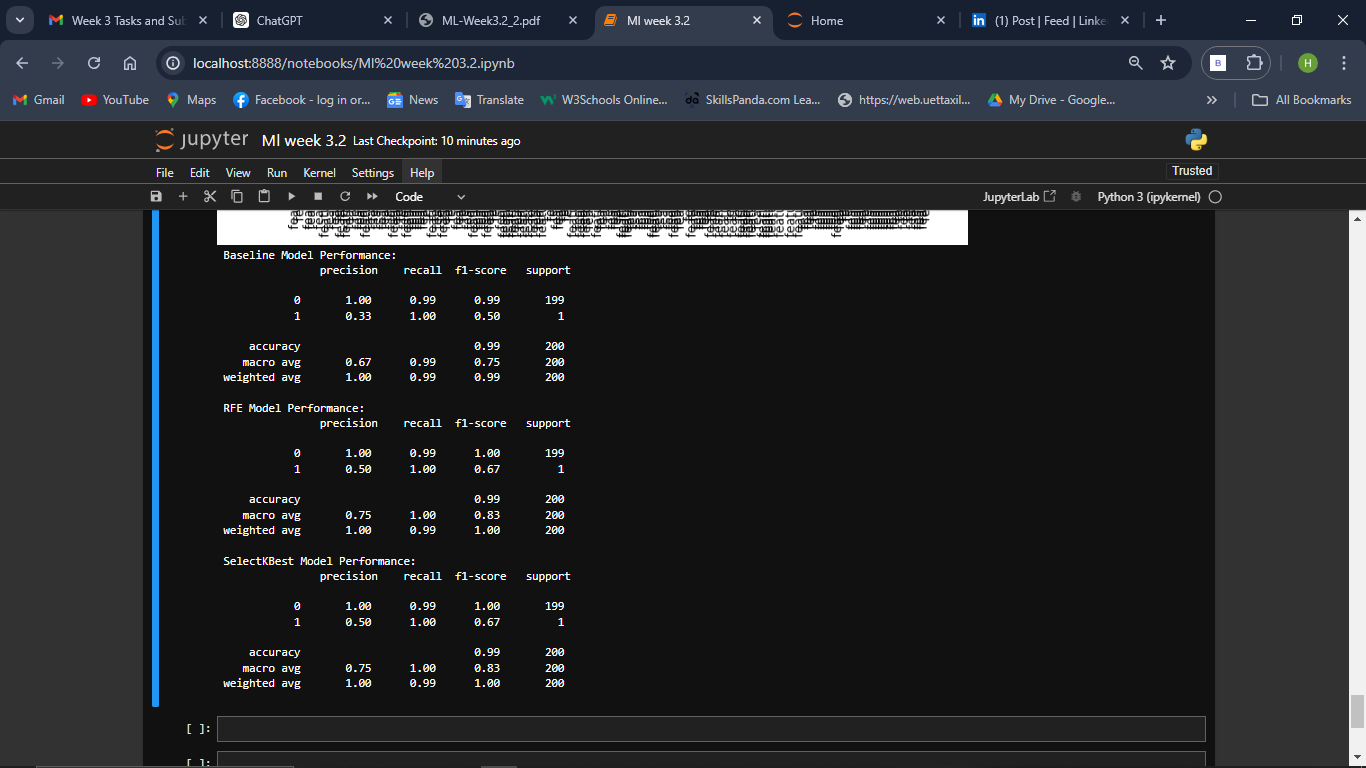 Week 3 Tasks and Sub
ChatGPT
ML-Week3.2_2.pdf
Ml week 3.2
Home
(1) Post | Feed | Linke
localhost:8888/notebooks/Ml%20week%203.2.ipynb
B
H
Gmail YouTube Maps Facebook - log in or... News Translate W3Schools Online... SkillsPanda.com Lea... https://web.uettaxil... My Drive - Google... » All Bookmarks
jupyter Ml week 3.2 Last Checkpoint: 10 minutes ago
File Edit View Run Kernel Settings Help Trusted
Code JupyterLab Python 3 (ipykernel)
Baseline Model Performance:
precision recall f1-score support
0 1.00 0.99 0.99 199
1 0.33 1.00 0.50 1
accuracy 0.99 200
macro avg 0.67 0.99 0.75 200
weighted avg 1.00 0.99 0.99 200
RFE Model Performance:
precision recall f1-score support
0 1.00 0.99 1.00 199
1 0.50 1.00 0.67 1
accuracy 0.99 200
macro avg 0.75 1.00 0.83 200
weighted avg 1.00 0.99 1.00 200
SelectKBest Model Performance:
precision recall f1-score support
0 1.00 0.99 1.00 199
1 0.50 1.00 0.67 1
accuracy 0.99 200
macro avg 0.75 1.00 0.83 200
weighted avg 1.00 0.99 1.00 200
[ ]:
[ ]: